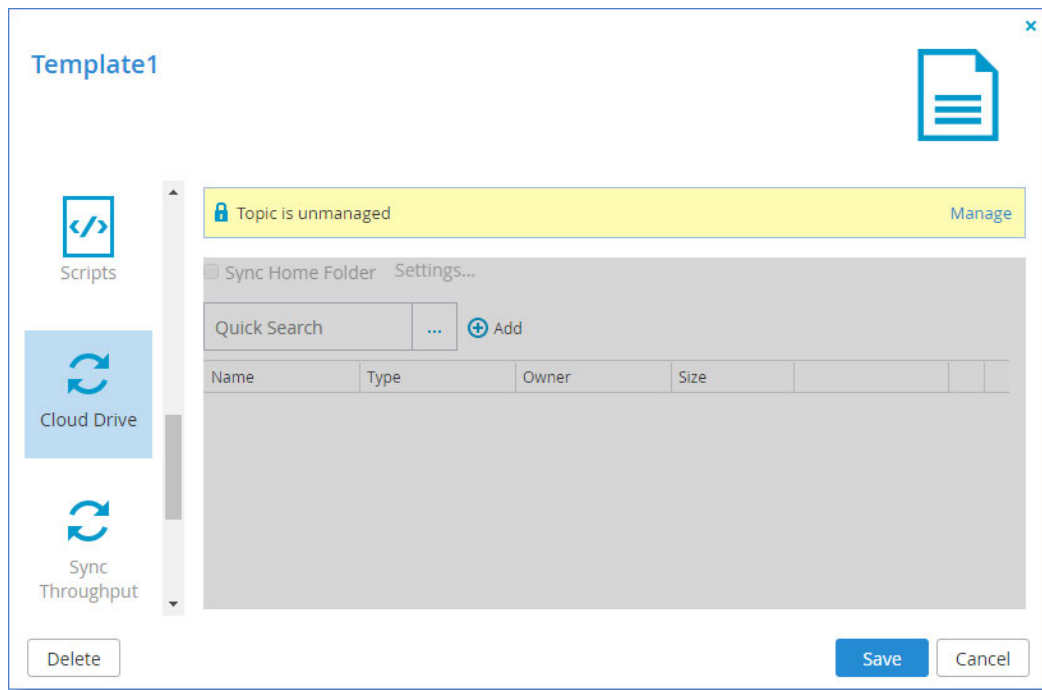 Template1
Scripts
Cloud Drive
Sync
Throughput
Topic is unmanaged Manage
Sync Home Folder Settings...
Quick Search ... Add
Name Type Owner Size
Delete Save Cancel